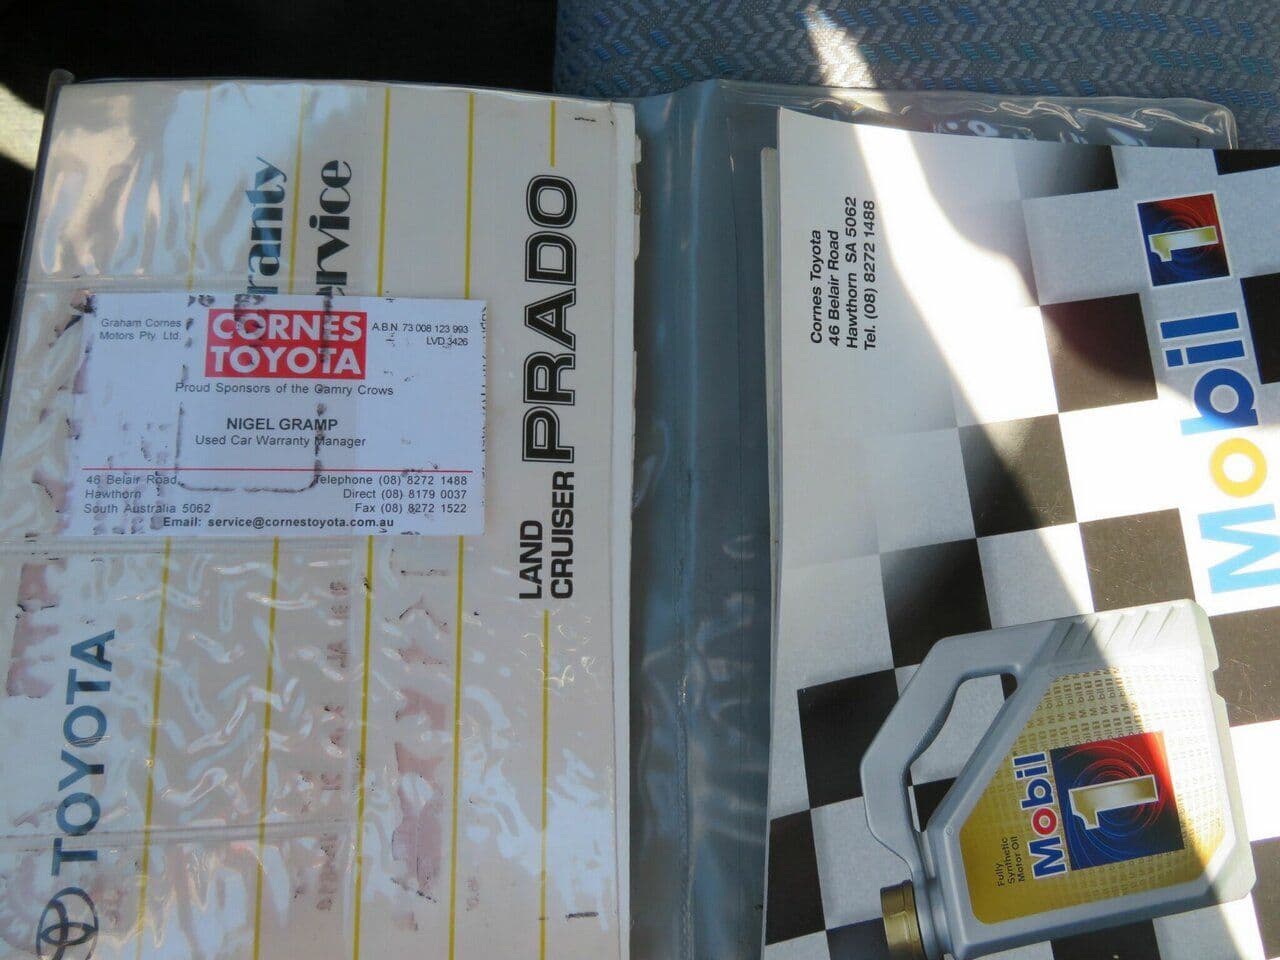 Graham Cornes
Motors Pty. Ltd.
CORNES
TOYOTA
A.B.N. 73 008 123 993
LVD 3426
Proud Sponsors of the Camry Crows
NIGEL GRAMP
Used Car Warranty Manager
46 Belair Road
Hawthorn
South Australia 5062
Telephone (08) 8272 1488
Direct (08) 8179 0037
Fax (08) 8272 1522
Email: service@cornestoyota.com.au
ranty
ervice
LAND
CRUISER PRADO
TOYOTA
Cornes Toyota
46 Belair Road
Hawthorn SA 5062
Tel. (08) 8272 1488
1
Mobil 1
Mobil
1
Fully
Synthetic
Motor Oil